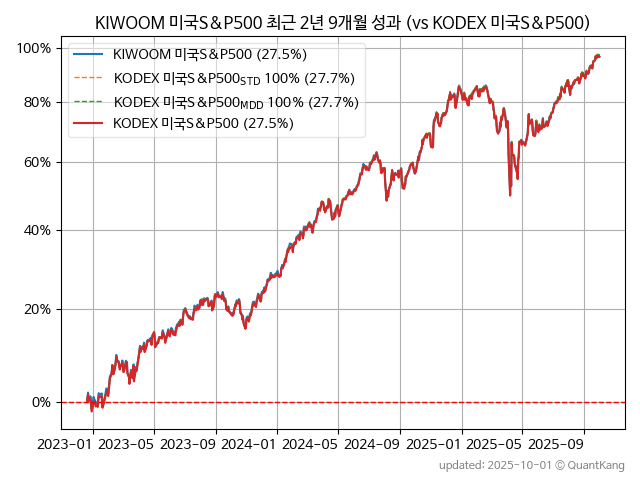 KIWOOM 미국S&P500 최근 2년 9개월 성과 (vs KODEX 미국S&P500)
KIWOOM 미국S&P500 (27.5%)
KODEX 미국S&P500STD 100% (27.7%)
KODEX 미국S&P500MDD 100% (27.7%)
KODEX 미국S&P500 (27.5%)
100%
80%
60%
40%
20%
0%
2023-01 2023-05 2023-09 2024-01 2024-05 2024-09 2025-01 2025-05 2025-09
updated: 2025-10-01 © QuantKang